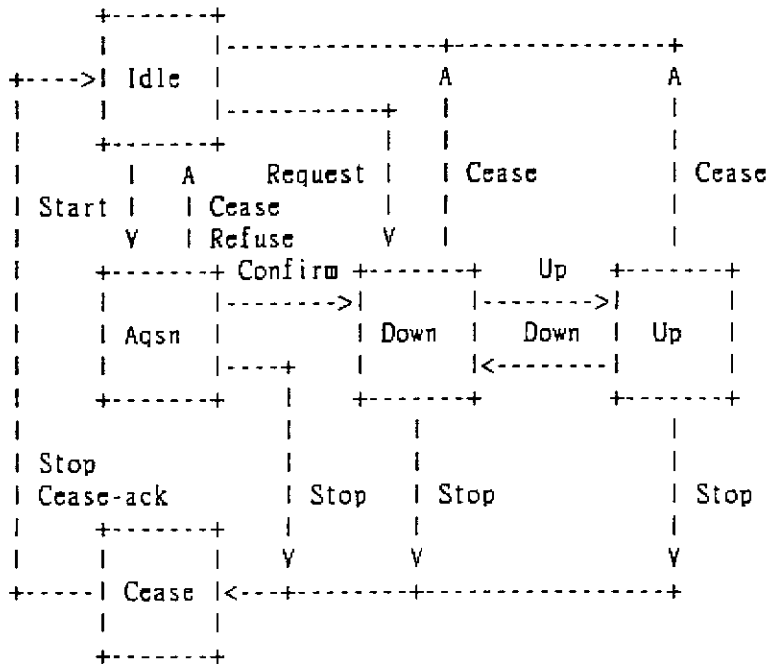 Idle
Request Cease Cease
Start Cease
Refuse
Confirm Up
Aqsn Down Down Up
Stop
Cease-ack Stop Stop Stop
Cease